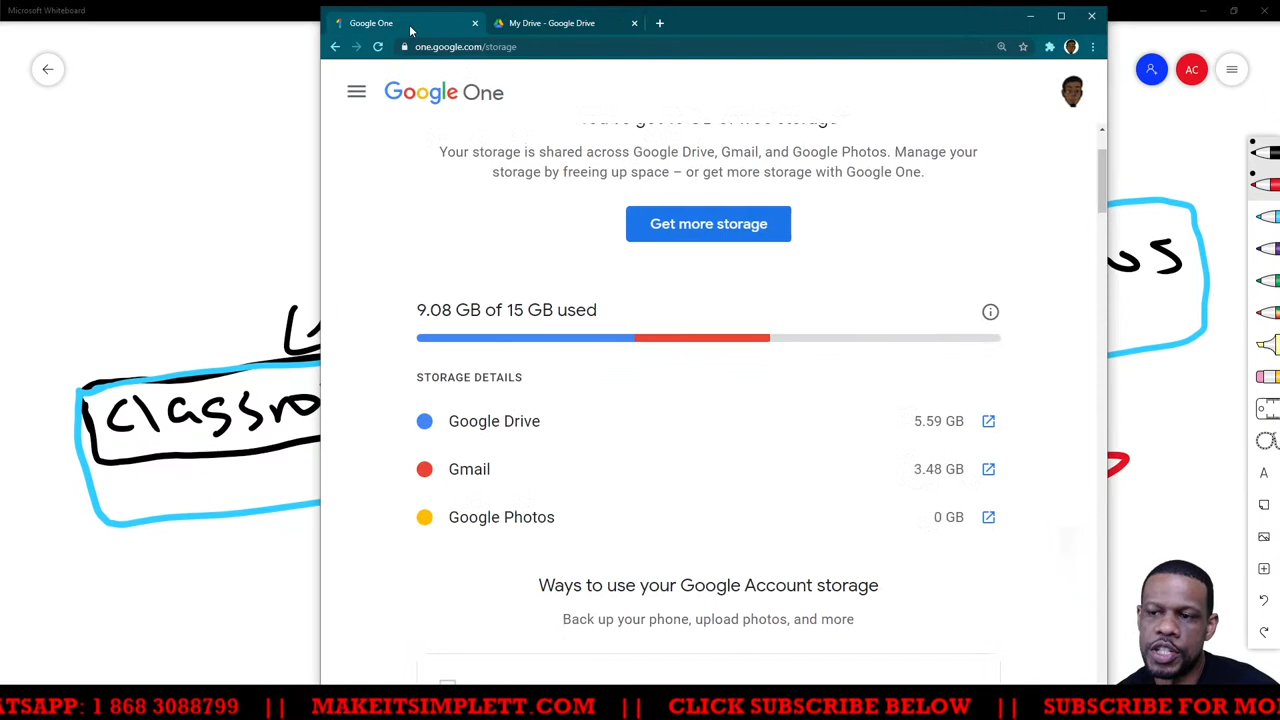 Microsoft Whiteboard
Google One
My Drive - Google Drive
one.google.com/storage
Google One
AC
free storage
Your storage is shared across Google Drive, Gmail, and Google Photos. Manage your
storage by freeing up space – or get more storage with Google One.
Get more storage
9.08 GB of 15 GB used
STORAGE DETAILS
Google Drive 5.59 GB
Gmail 3.48 GB
Google Photos 0 GB
Ways to use your Google Account storage
Back up your phone, upload photos, and more
Classro
os
A
ATSAPP: 1 868 3088799 || MAKEITSIMPLETT.COM || CLICK SUBSCRIBE BELOW || SUBSCRIBE FOR MO